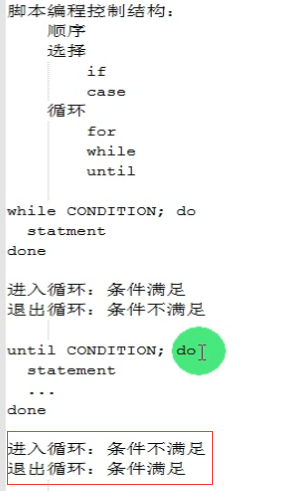 脚本编程控制结构：
顺序
选择
if
case
循环
for
while
until
while CONDITION; do
statment
done
进入循环：条件满足
退出循环：条件不满足
until CONDITION; do
statement
...
done
进入循环：条件不满足
退出循环：条件满足